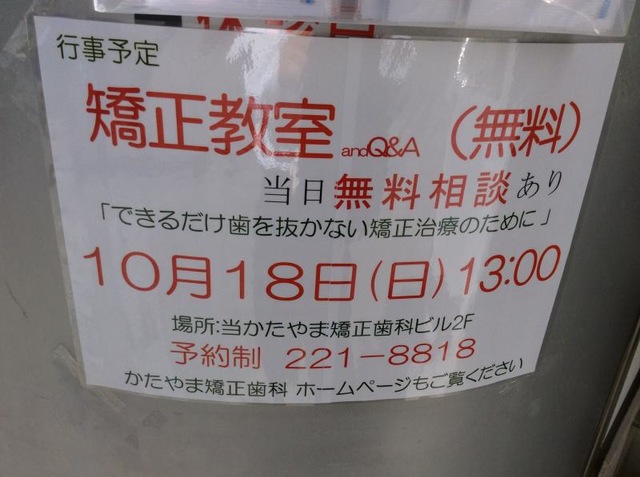 行事予定
矯正教室 andQ&A (無料)
当日無料相談あり
「できるだけ歯を抜かない矯正治療のために」
10月18日(日) 13:00
場所:当かたやま矯正歯科ビル2F
予約制 221-8818
かたやま矯正歯科 ホームページもご覧ください